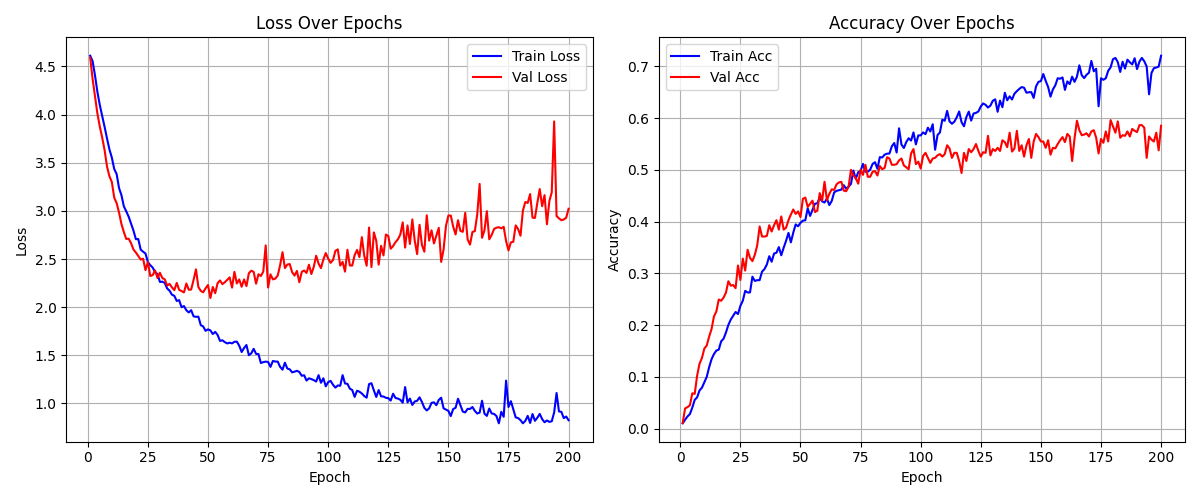 Loss Over Epochs
Train Loss
Val Loss
4.5
4.0
3.5
3.0
2.5
2.0
1.5
1.0
Loss
0 25 50 75 100 125 150 175 200
Epoch
Accuracy Over Epochs
Train Acc
Val Acc
0.7
0.6
0.5
0.4
0.3
0.2
0.1
0.0
Accuracy
0 25 50 75 100 125 150 175 200
Epoch